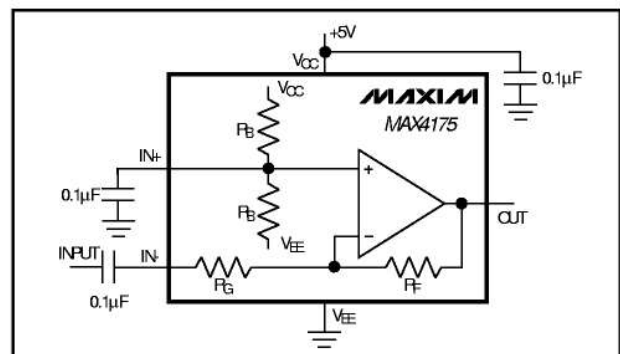 +5V
VCC
0.1µF
VCC
MAXIM
MAX4175
RB
IN+
+
0.1µF
RB
OUT
VEE
−
INPUT
IN-
RG
RF
0.1µF
VEE